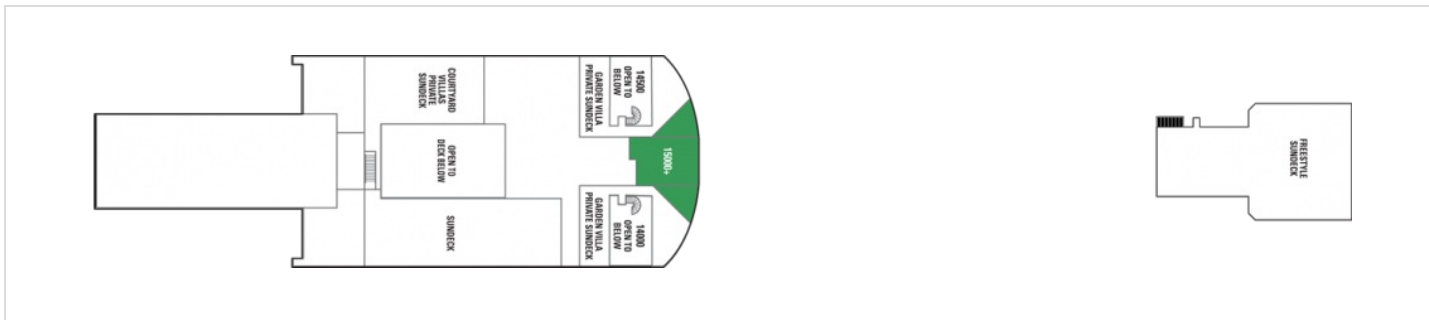 COURTYARD
VILLLAS
PRIVATE
SUNDECK
OPEN TO
DECK BELOW
SUNDECK
14500
OPEN TO
BELOW
GARDEN VILLA
PRIVATE SUNDECK
15000+
14000
OPEN TO
BELOW
GARDEN VILLA
PRIVATE SUNDECK
FREESTYLE
SUNDECK